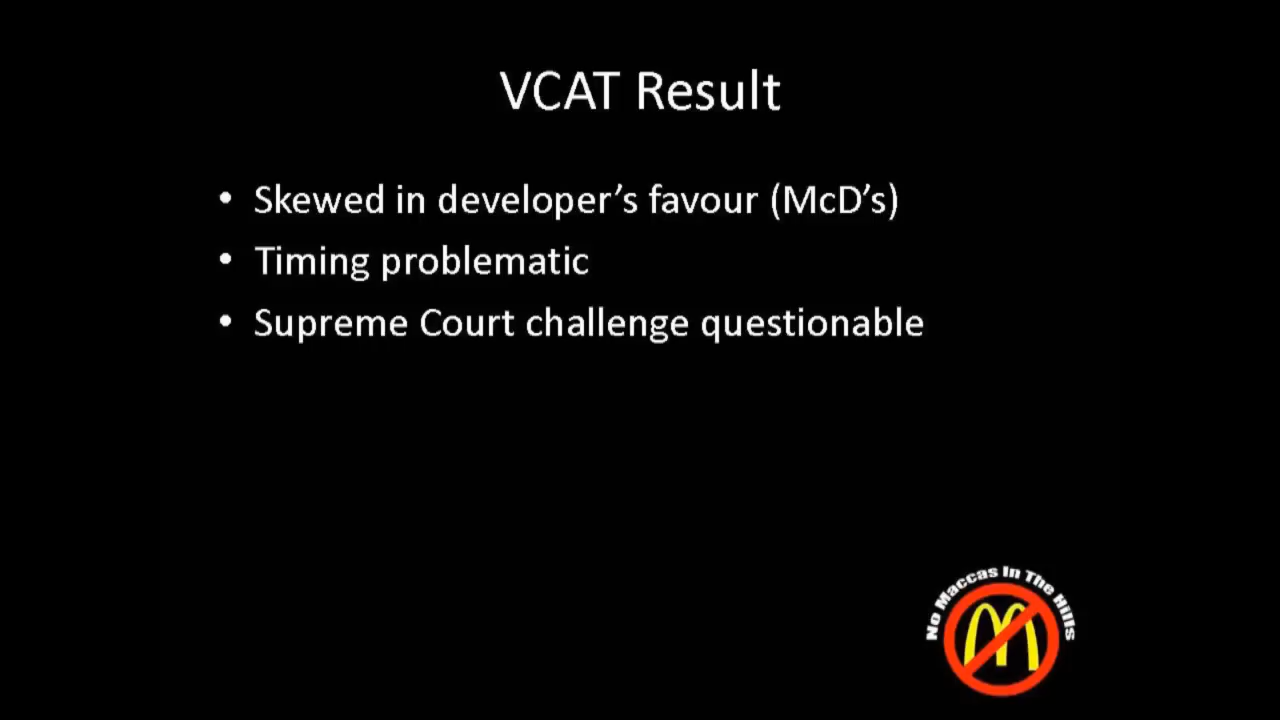 VCAT Result
• Skewed in developer’s favour (McD’s)
• Timing problematic
• Supreme Court challenge questionable
No Maccas In The Hills